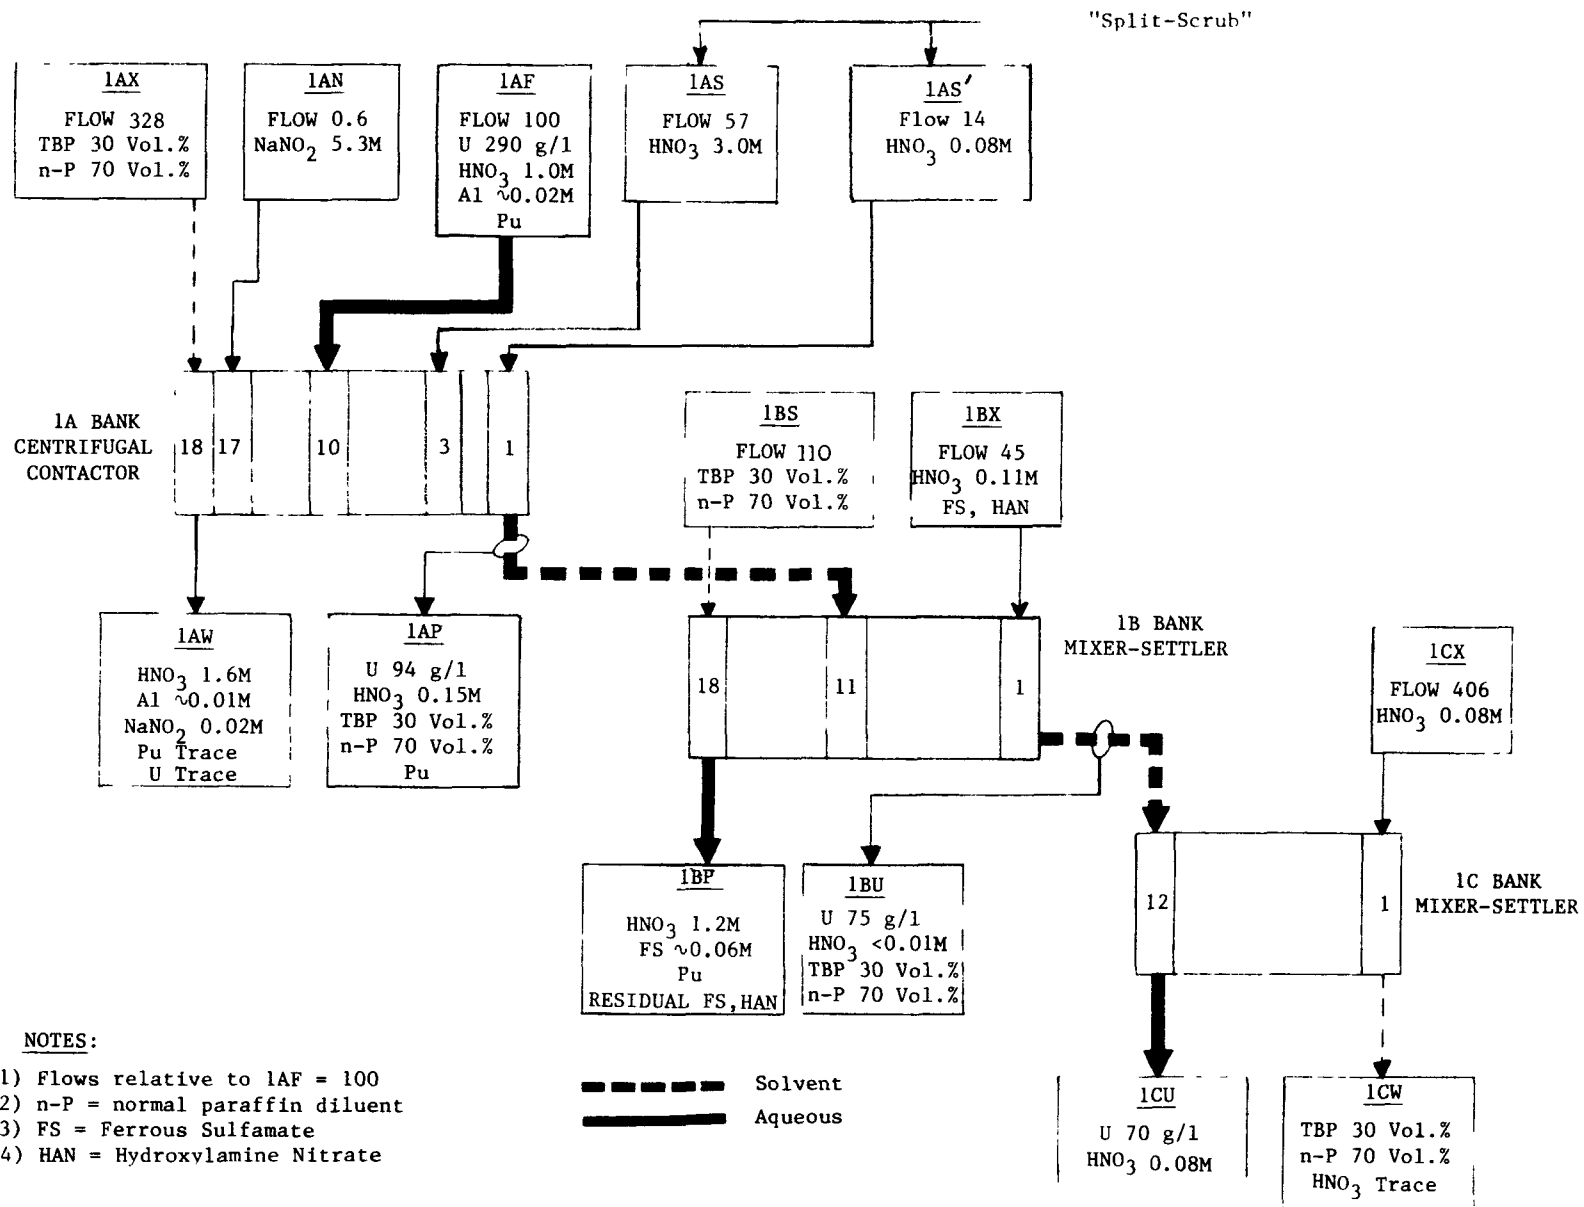 "Split-Scrub"
1AX
FLOW 328
TBP 30 Vol.%
n-P 70 Vol.%
1AN
FLOW 0.6
NaNO2 5.3M
1AF
FLOW 100
U 290 g/l
HNO3 1.0M
Al ~0.02M
Pu
1AS
FLOW 57
HNO3 3.0M
1AS'
Flow 14
HNO3 0.08M
1A BANK
CENTRIFUGAL
CONTACTOR
18 17 10 3 1
1BS
FLOW 110
TBP 30 Vol.%
n-P 70 Vol.%
1BX
FLOW 45
HNO3 0.11M
FS, HAN
1AW
HNO3 1.6M
Al ~0.01M
NaNO2 0.02M
Pu Trace
U Trace
1AP
U 94 g/l
HNO3 0.15M
TBP 30 Vol.%
n-P 70 Vol.%
Pu
18 11 1
1B BANK
MIXER-SETTLER
1CX
FLOW 406
HNO3 0.08M
1BP
HNO3 1.2M
FS ~0.06M
Pu
RESIDUAL FS,HAN
1BU
U 75 g/l
HNO3 <0.01M
TBP 30 Vol.%
n-P 70 Vol.%
12 1
1C BANK
MIXER-SETTLER
NOTES:
1) Flows relative to 1AF = 100
2) n-P = normal paraffin diluent
3) FS = Ferrous Sulfamate
4) HAN = Hydroxylamine Nitrate
Solvent
Aqueous
1CU
U 70 g/l
HNO3 0.08M
1CW
TBP 30 Vol.%
n-P 70 Vol.%
HNO3 Trace